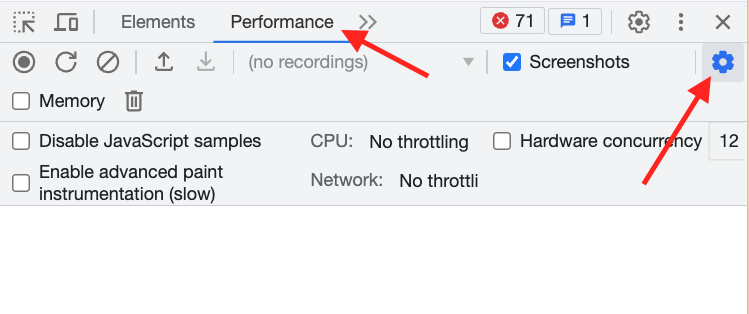 Elements Performance 71 1
(no recordings) Screenshots
Memory
Disable JavaScript samples CPU: No throttling Hardware concurrency 12
Enable advanced paint
instrumentation (slow) Network: No throttli